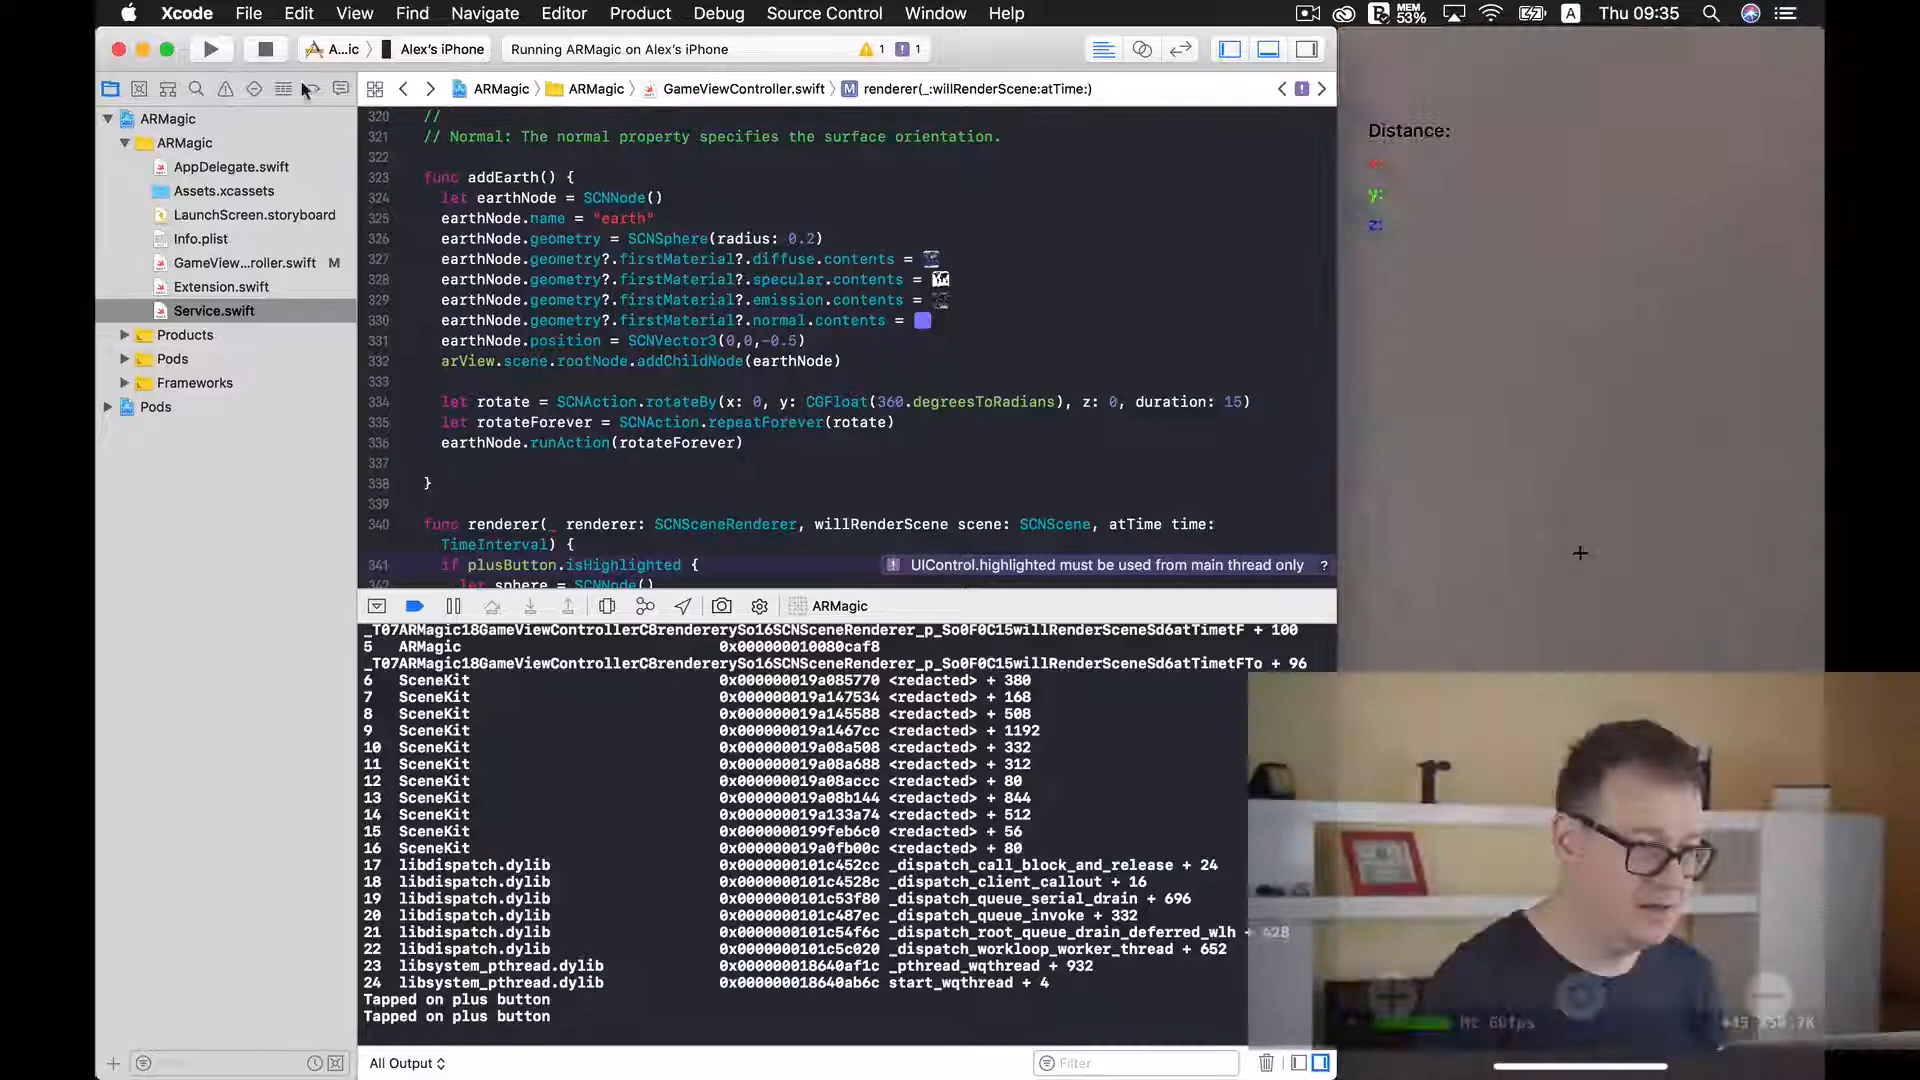 Xcode File Edit View Find Navigate Editor Product Debug Source Control Window Help MEM 53% A Thu 09:35
A...ic Alex's iPhone Running ARMagic on Alex's iPhone 1 1
ARMagic ARMagic GameViewController.swift M renderer(_:willRenderScene:atTime:)
ARMagic
ARMagic
AppDelegate.swift
Assets.xcassets
LaunchScreen.storyboard
Info.plist
GameView...roller.swift M
Extension.swift
Service.swift
Products
Pods
Frameworks
Pods
320 //
321 // Normal: The normal property specifies the surface orientation.
322
323 func addEarth() {
324 let earthNode = SCNNode()
325 earthNode.name = "earth"
326 earthNode.geometry = SCNSphere(radius: 0.2)
327 earthNode.geometry?.firstMaterial?.diffuse.contents =
328 earthNode.geometry?.firstMaterial?.specular.contents =
329 earthNode.geometry?.firstMaterial?.emission.contents =
330 earthNode.geometry?.firstMaterial?.normal.contents =
331 earthNode.position = SCNVector3(0,0,-0.5)
332 arView.scene.rootNode.addChildNode(earthNode)
333
334 let rotate = SCNAction.rotateBy(x: 0, y: CGFloat(360.degreesToRadians), z: 0, duration: 15)
335 let rotateForever = SCNAction.repeatForever(rotate)
336 earthNode.runAction(rotateForever)
337
338 }
339
340 func renderer(_ renderer: SCNSceneRenderer, willRenderScene scene: SCNScene, atTime time:
TimeInterval) {
341 if plusButton.isHighlighted { UIControl.highlighted must be used from main thread only ?
342 let sphere = SCNNode()
ARMagic
_T07ARMagic18GameViewControllerC8rendererySo16SCNSceneRenderer_p_So0F0C15willRenderSceneSd6atTimetF + 100
5 ARMagic 0x000000010080caf8
_T07ARMagic18GameViewControllerC8rendererySo16SCNSceneRenderer_p_So0F0C15willRenderSceneSd6atTimetFTo + 96
6 SceneKit 0x000000019a085770 <redacted> + 380
7 SceneKit 0x000000019a147534 <redacted> + 168
8 SceneKit 0x000000019a145588 <redacted> + 508
9 SceneKit 0x000000019a1467cc <redacted> + 1192
10 SceneKit 0x000000019a08a508 <redacted> + 332
11 SceneKit 0x000000019a08a688 <redacted> + 312
12 SceneKit 0x000000019a08accc <redacted> + 80
13 SceneKit 0x000000019a08b144 <redacted> + 844
14 SceneKit 0x000000019a133a74 <redacted> + 512
15 SceneKit 0x0000000199feb6c0 <redacted> + 56
16 SceneKit 0x000000019a0fb00c <redacted> + 80
17 libdispatch.dylib 0x0000000101c452cc _dispatch_call_block_and_release + 24
18 libdispatch.dylib 0x0000000101c4528c _dispatch_client_callout + 16
19 libdispatch.dylib 0x0000000101c53f80 _dispatch_queue_serial_drain + 696
20 libdispatch.dylib 0x0000000101c487ec _dispatch_queue_invoke + 332
21 libdispatch.dylib 0x0000000101c54f6c _dispatch_root_queue_drain_deferred_wlh + 428
22 libdispatch.dylib 0x0000000101c5c020 _dispatch_workloop_worker_thread + 652
23 libsystem_pthread.dylib 0x000000018640af1c _pthread_wqthread + 932
24 libsystem_pthread.dylib 0x000000018640ab6c start_wqthread + 4
Tapped on plus button
Tapped on plus button
All Output Filter
Distance:
x:
y:
z:
60fps